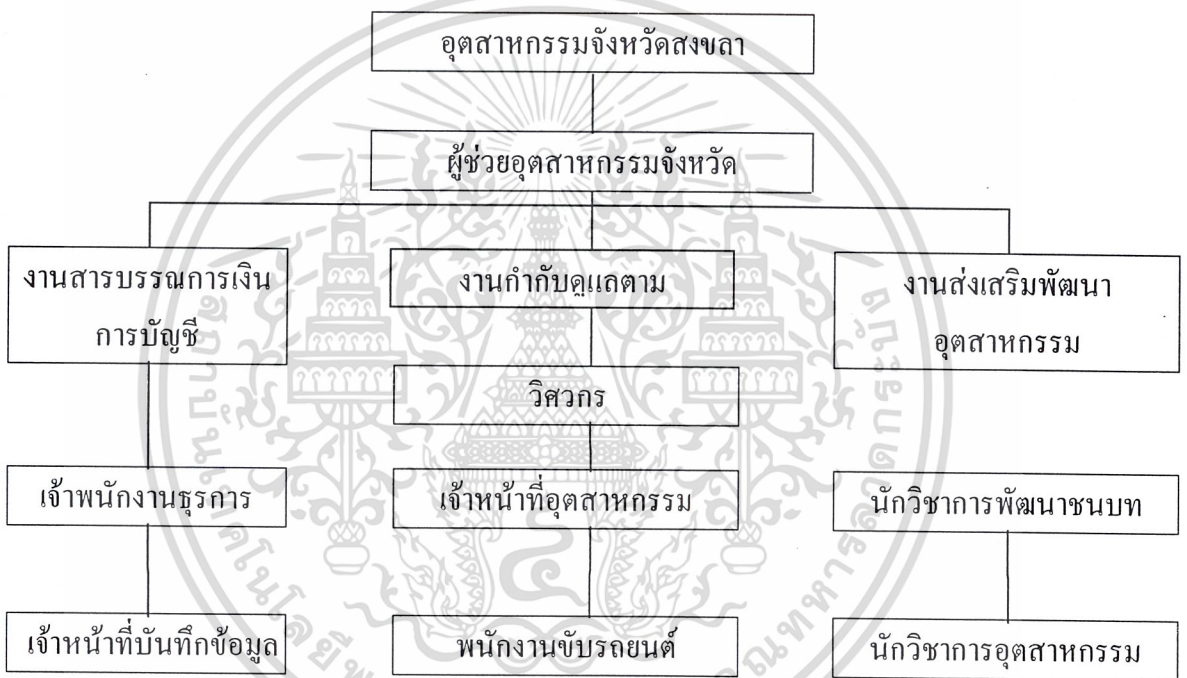 อุตสาหกรรมจังหวัดสงขลา
ผู้ช่วยอุตสาหกรรมจังหวัด
งานสารบรรณการเงิน
การบัญชี
งานกำกับดูแลตาม
งานส่งเสริมพัฒนา
อุตสาหกรรม
วิศวกร
เจ้าพนักงานธุรการ
เจ้าหน้าที่อุตสาหกรรม
นักวิชาการพัฒนาชนบท
เจ้าหน้าที่บันทึกข้อมูล
พนักงานขับรถยนต์
นักวิชาการอุตสาหกรรม